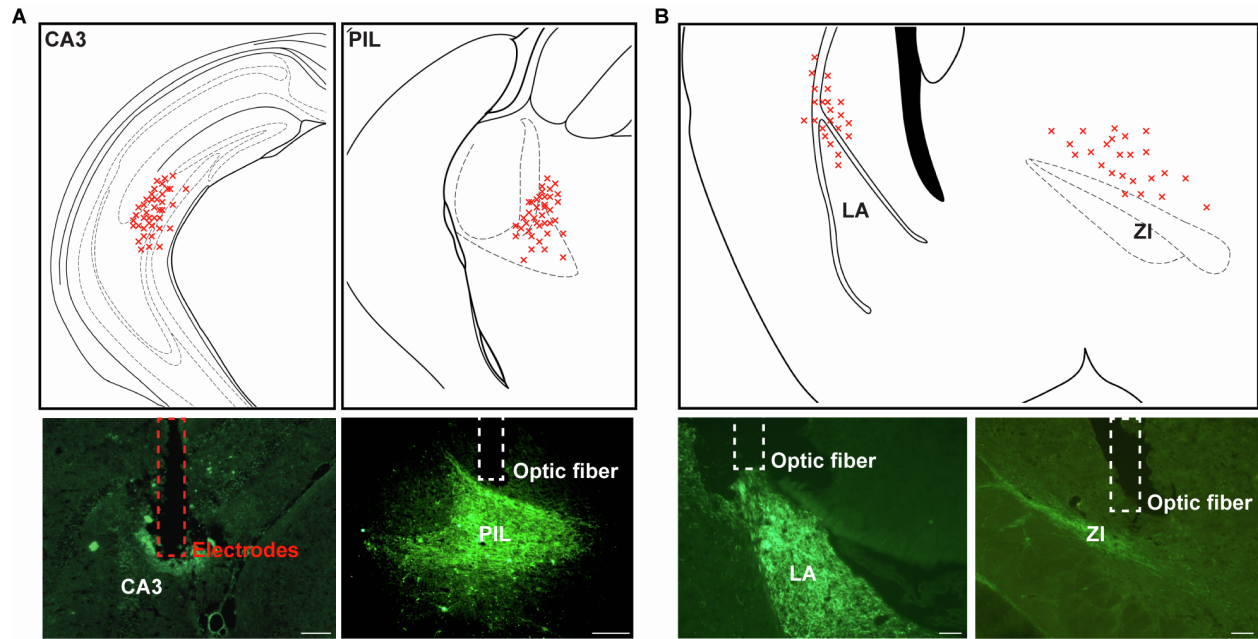 A
B
CA3
PIL
LA
ZI
Electrodes
CA3
Optic fiber
PIL
Optic fiber
LA
Optic fiber
ZI